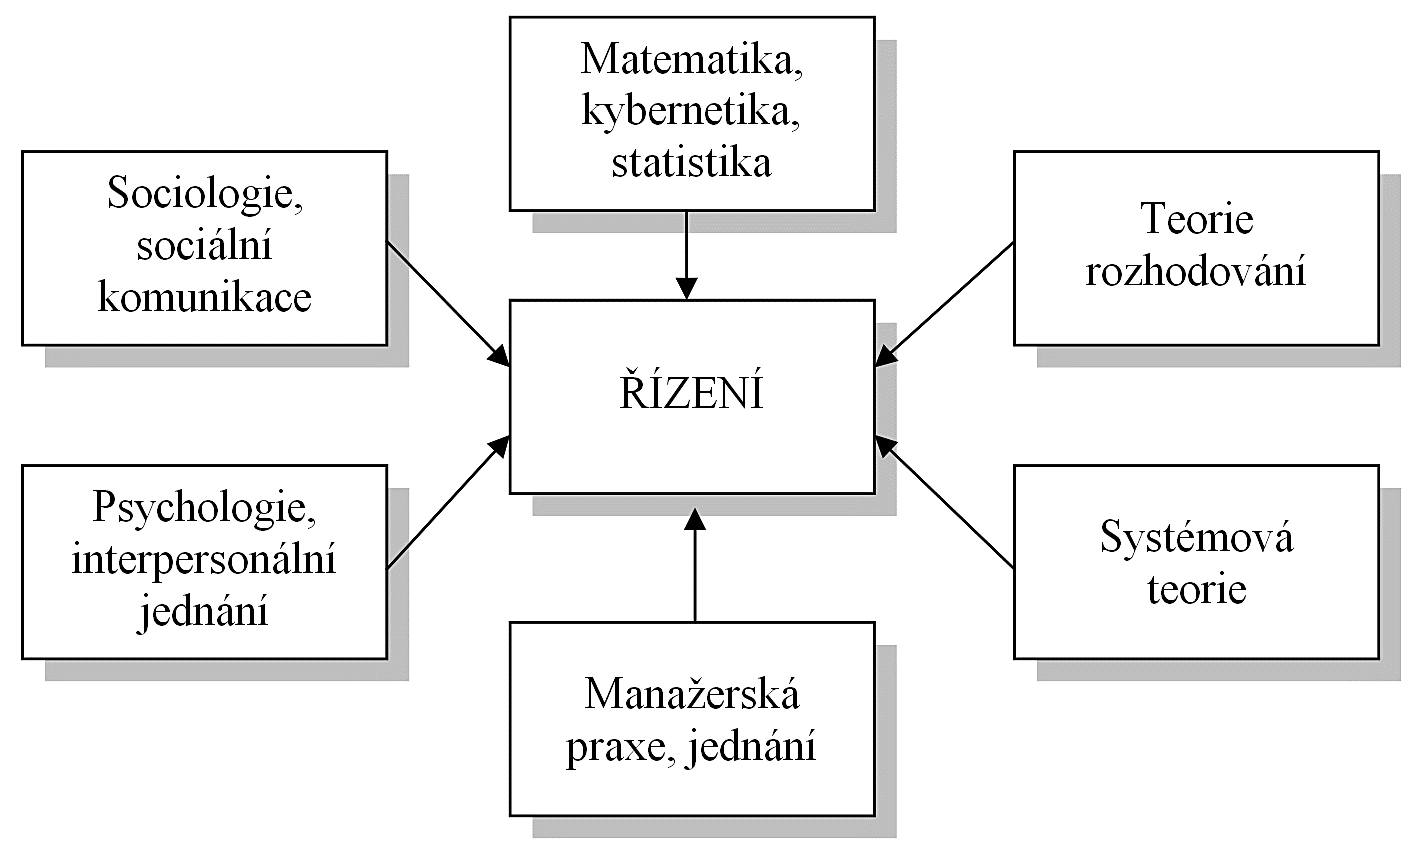 Matematika,
kybernetika,
statistika
Sociologie,
sociální
komunikace
Teorie
rozhodování
ŘÍZENÍ
Psychologie,
interpersonální
jednání
Systémová
teorie
Manažerská
praxe, jednání